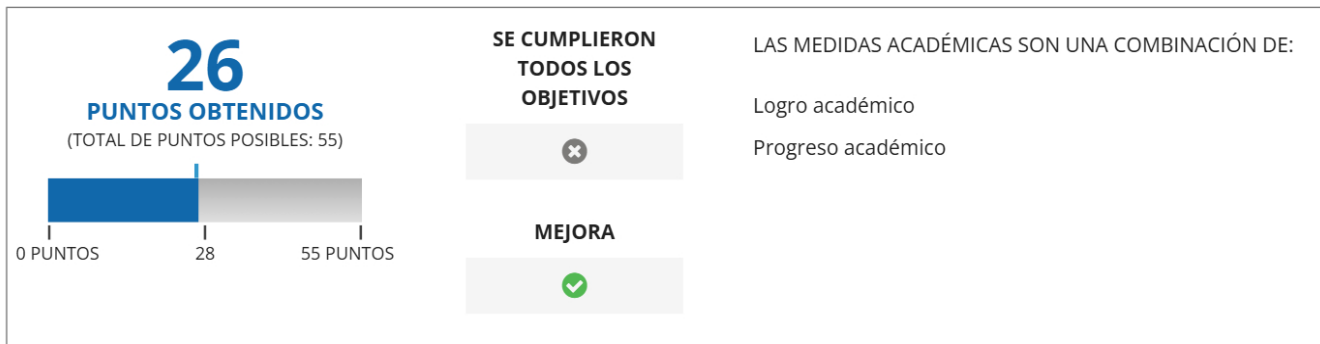 26
PUNTOS OBTENIDOS
(TOTAL DE PUNTOS POSIBLES: 55)
0 PUNTOS
28
55 PUNTOS
SE CUMPLIERON
TODOS LOS
OBJETIVOS
MEJORA
LAS MEDIDAS ACADÉMICAS SON UNA COMBINACIÓN DE:
Logro académico
Progreso académico